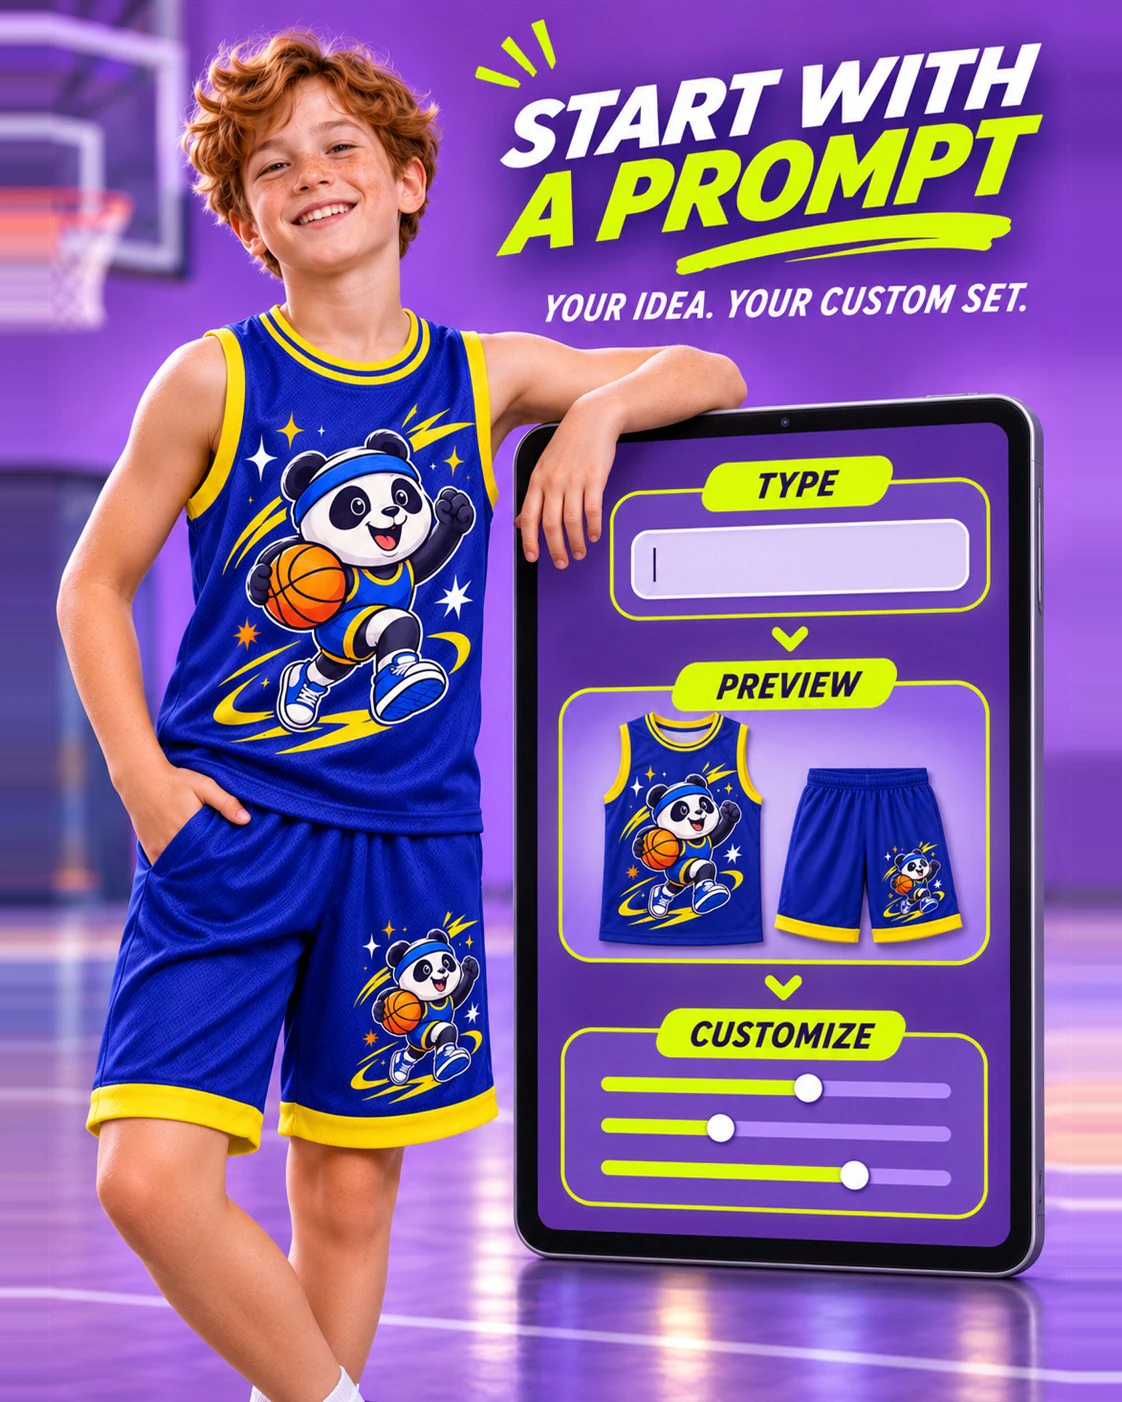 START WITH
A PROMPT
YOUR IDEA. YOUR CUSTOM SET.
TYPE
PREVIEW
CUSTOMIZE